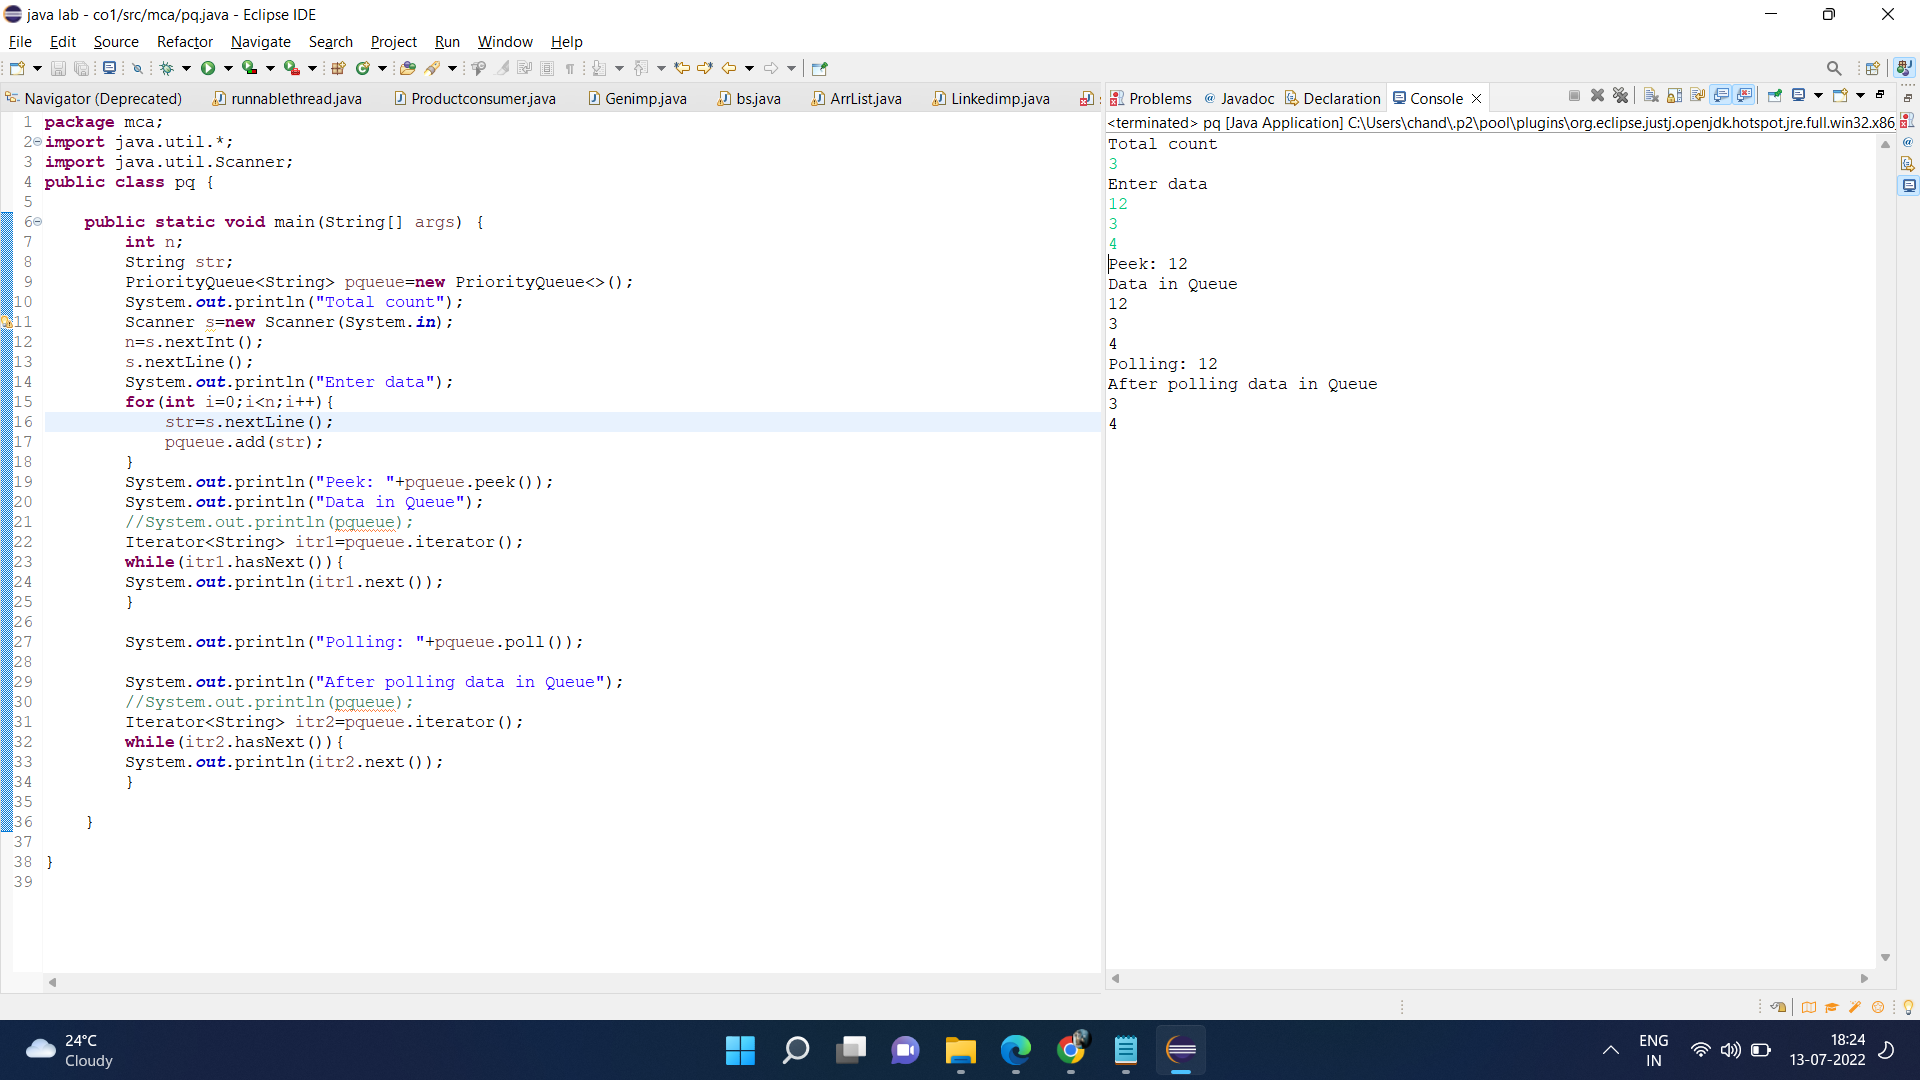 java lab - co1/src/mca/pq.java - Eclipse IDE
File Edit Source Refactor Navigate Search Project Run Window Help
Navigator (Deprecated) runnablethread.java Productconsumer.java Genimp.java bs.java ArrList.java Linkedimp.java
1 package mca;
2 import java.util.*;
3 import java.util.Scanner;
4 public class pq {
5
6 public static void main(String[] args) {
7 int n;
8 String str;
9 PriorityQueue<String> pqueue=new PriorityQueue<>();
10 System.out.println("Total count");
11 Scanner s=new Scanner(System.in);
12 n=s.nextInt();
13 s.nextLine();
14 System.out.println("Enter data");
15 for(int i=0;i<n;i++){
16 str=s.nextLine();
17 pqueue.add(str);
18 }
19 System.out.println("Peek: "+pqueue.peek());
20 System.out.println("Data in Queue");
21 //System.out.println(pqueue);
22 Iterator<String> itr1=pqueue.iterator();
23 while(itr1.hasNext()){
24 System.out.println(itr1.next());
25 }
26
27 System.out.println("Polling: "+pqueue.poll());
28
29 System.out.println("After polling data in Queue");
30 //System.out.println(pqueue);
31 Iterator<String> itr2=pqueue.iterator();
32 while(itr2.hasNext()){
33 System.out.println(itr2.next());
34 }
35
36 }
37
38 }
39
Problems Javadoc Declaration Console
<terminated> pq [Java Application] C:\Users\chand\.p2\pool\plugins\org.eclipse.justj.openjdk.hotspot.jre.full.win32.x86_
Total count
3
Enter data
12
3
4
Peek: 12
Data in Queue
12
3
4
Polling: 12
After polling data in Queue
3
4
24°C
Cloudy
ENG
IN
18:24
13-07-2022